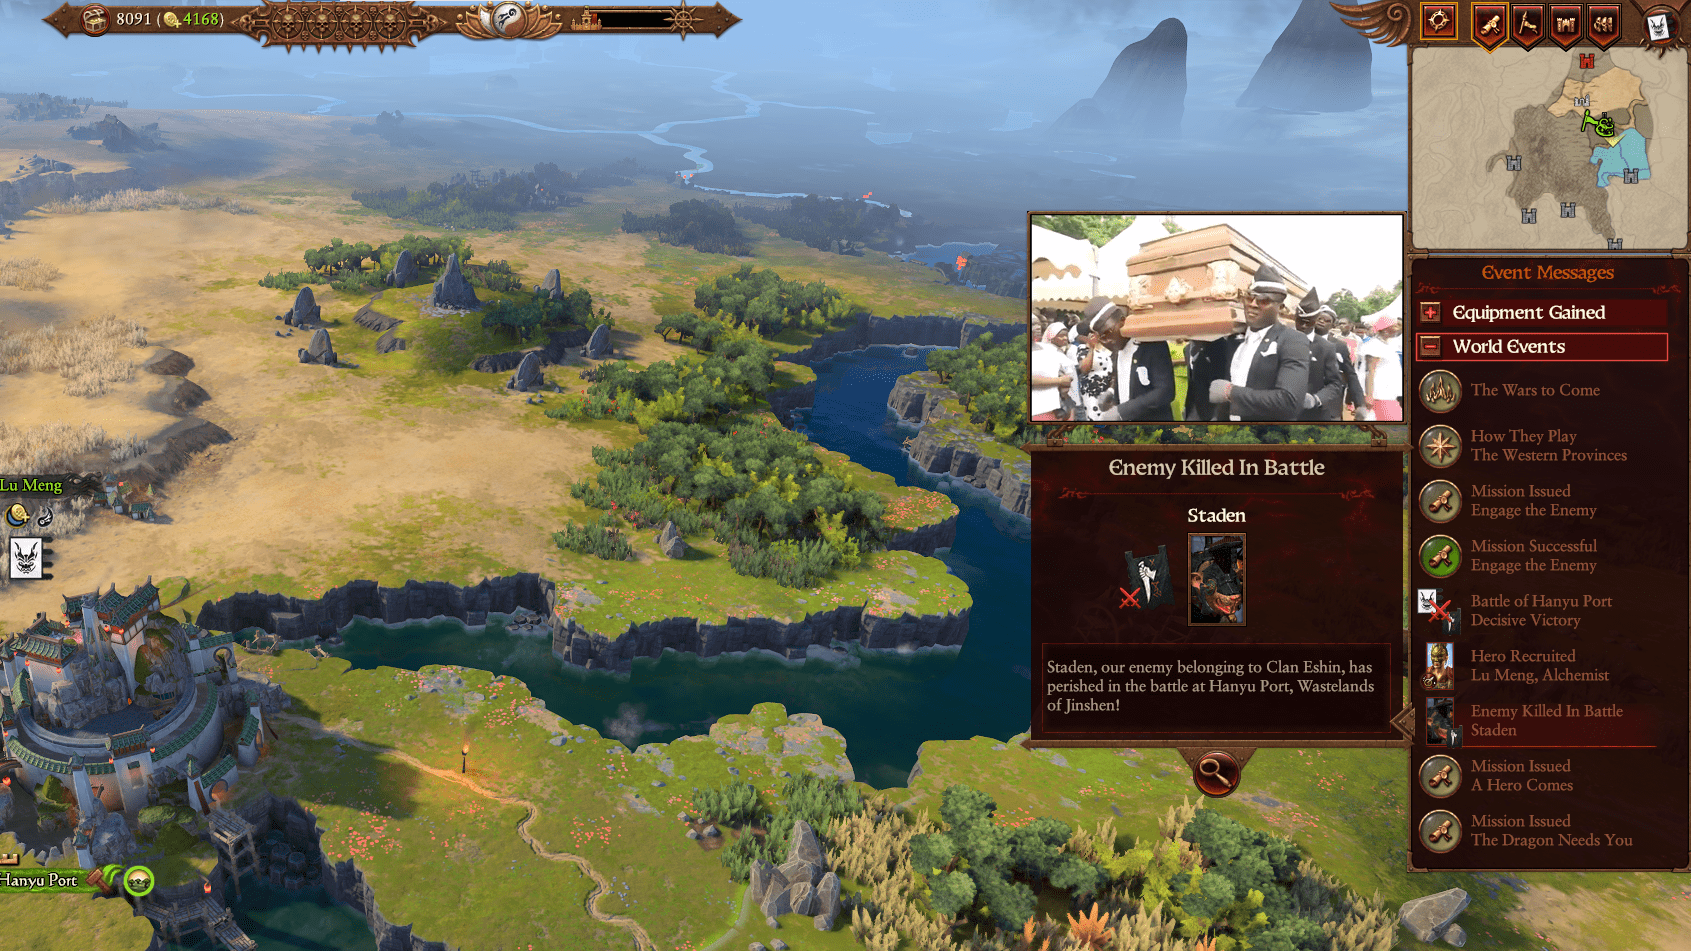 8091 (4168)
Event Messages
Equipment Gained
World Events
The Wars to Come
How They Play
The Western Provinces
Mission Issued
Engage the Enemy
Mission Successful
Engage the Enemy
Battle of Hanyu Port
Decisive Victory
Hero Recruited
Lu Meng, Alchemist
Enemy Killed In Battle
Staden
Mission Issued
A Hero Comes
Mission Issued
The Dragon Needs You
Enemy Killed In Battle
Staden
Staden, our enemy belonging to Clan Eshin, has
perished in the battle at Hanyu Port, Wastelands
of Jinshen!
Lu Meng
Hanyu Port